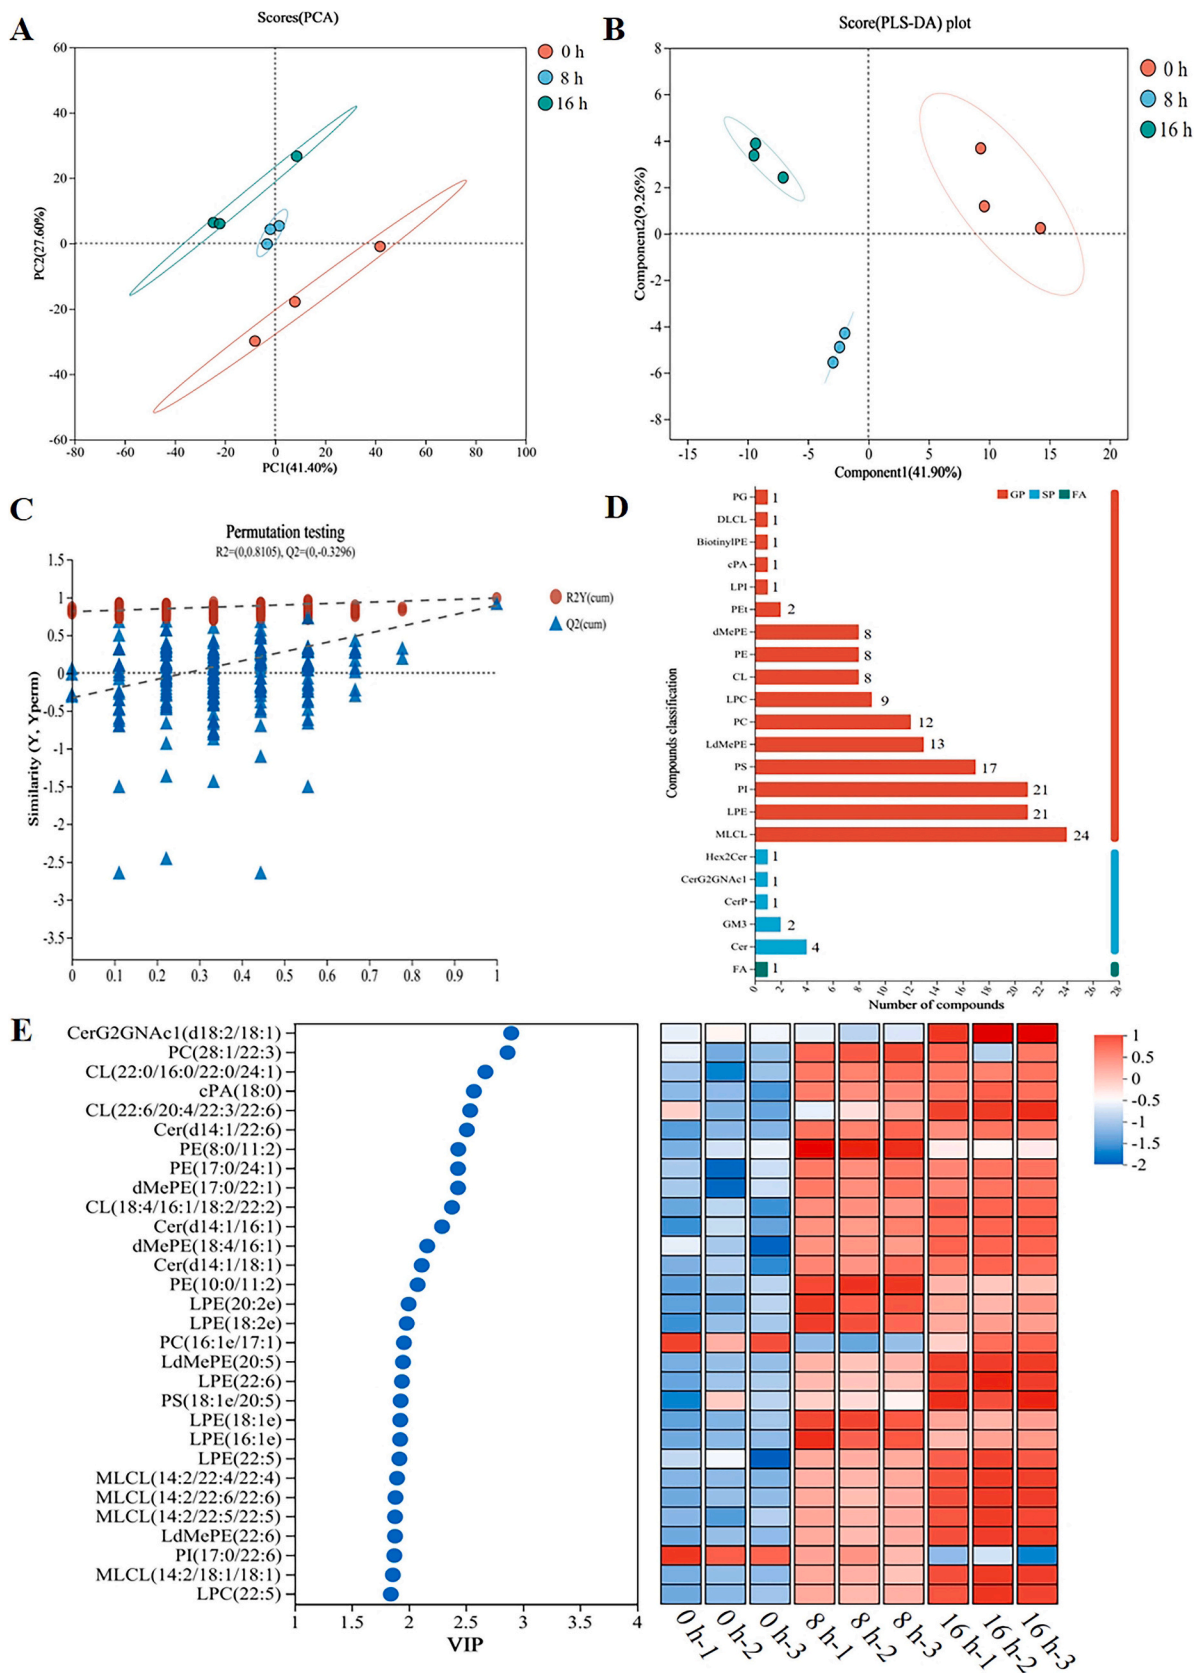 A
Scores(PCA)
0 h
8 h
16 h
60
40
20
0
-20
-40
-60
-80
-60
-40
-20
0
20
40
60
80
100
PC2(27.60%)
PC1(41.40%)
B
Score(PLS-DA) plot
0 h
8 h
16 h
8
6
4
2
0
-2
-4
-6
-8
-15
-10
-5
0
5
10
15
20
Component2(9.26%)
Component1(41.90%)
C
Permutation testing
R2=(0,0.8105), Q2=(0,-0.3296)
R2Y(cum)
Q2(cum)
1.5
1
0.5
0
-0.5
-1
-1.5
-2
-2.5
-3
-3.5
0
0.1
0.2
0.3
0.4
0.5
0.6
0.7
0.8
0.9
1
Similarity (Y, Yperm)
D
GP
SP
FA
PG 1
DLCL 1
BiotinylPE 1
cPA 1
LPI 1
PEt 2
dMePE 8
PE 8
CL 8
LPC 9
PC 12
LdMePE 13
PS 17
PI 21
LPE 21
MLCL 24
Hex2Cer 1
CerG2GNAc1 1
CerP 1
GM3 2
Cer 4
FA 1
Compounds classification
0
2
4
6
8
10
12
14
16
18
20
22
24
26
28
Number of compounds
E
CerG2GNAc1(d18:2/18:1)
PC(28:1/22:3)
CL(22:0/16:0/22:0/24:1)
cPA(18:0)
CL(22:6/20:4/22:3/22:6)
Cer(d14:1/22:6)
PE(8:0/11:2)
PE(17:0/24:1)
dMePE(17:0/22:1)
CL(18:4/16:1/18:2/22:2)
Cer(d14:1/16:1)
dMePE(18:4/16:1)
Cer(d14:1/18:1)
PE(10:0/11:2)
LPE(20:2e)
LPE(18:2e)
PC(16:1e/17:1)
LdMePE(20:5)
LPE(22:6)
PS(18:1e/20:5)
LPE(18:1e)
LPE(16:1e)
LPE(22:5)
MLCL(14:2/22:4/22:4)
MLCL(14:2/22:6/22:6)
MLCL(14:2/22:5/22:5)
LdMePE(22:6)
PI(17:0/22:6)
MLCL(14:2/18:1/18:1)
LPC(22:5)
1
1.5
2
2.5
3
3.5
4
VIP
0 h-1
0 h-2
0 h-3
8 h-1
8 h-2
8 h-3
16 h-1
16 h-2
16 h-3
1
0.5
0
-0.5
-1
-1.5
-2